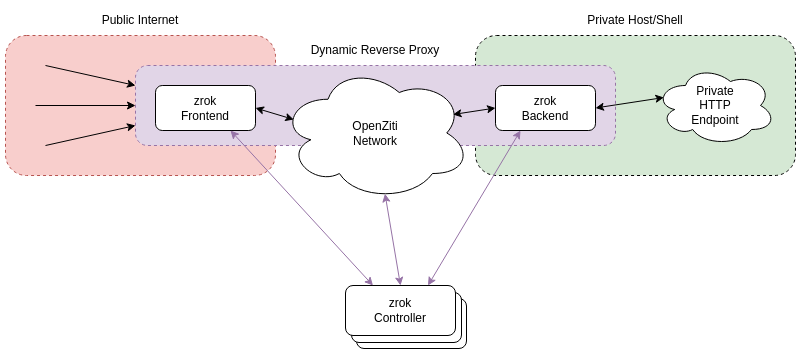 Public Internet
Private Host/Shell
Dynamic Reverse Proxy
zrok
Frontend
OpenZiti
Network
zrok
Backend
Private
HTTP
Endpoint
zrok
Controller